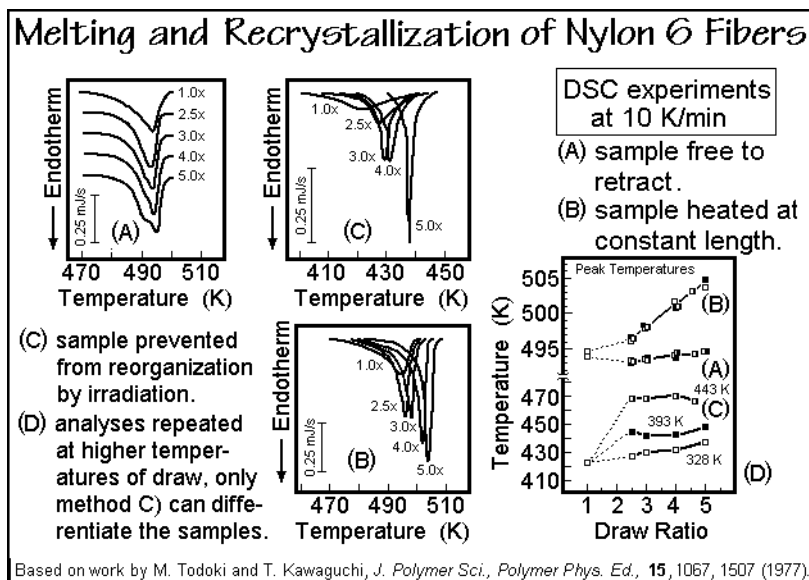 Melting and Recrystallization of Nylon 6 Fibers
Endotherm
0.25 mJ/s
1.0x
2.5x
3.0x
4.0x
5.0x
(A)
470 490 510
Temperature (K)
Endotherm
0.25 mJ/s
1.0x
2.5x
3.0x
4.0x
5.0x
(C)
410 430 450
Temperature (K)
DSC experiments
at 10 K/min
(A) sample free to
retract.
(B) sample heated at
constant length.
(C) sample prevented
from reorganization
by irradiation.
(D) analyses repeated
at higher temper-
atures of draw, only
method C) can diffe-
rentiate the samples.
Endotherm
0.25 mJ/s
1.0x
2.5x
3.0x
4.0x
5.0x
(B)
470 490 510
Temperature (K)
Peak Temperatures
Temperature (K)
505
500
495
470
450
430
410
(B)
(A)
443 K
(C)
393 K
328 K
(D)
1 2 3 4 5
Draw Ratio
Based on work by M. Todoki and T. Kawaguchi, J. Polymer Sci., Polymer Phys. Ed., 15, 1067, 1507 (1977).